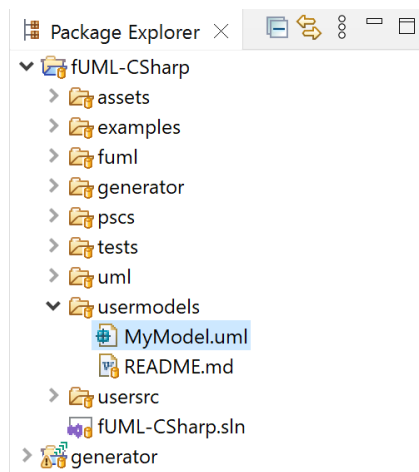 Package Explorer
fUML-CSharp
assets
examples
fuml
generator
pscs
tests
uml
usermodels
MyModel.uml
README.md
usersrc
fUML-CSharp.sln
generator